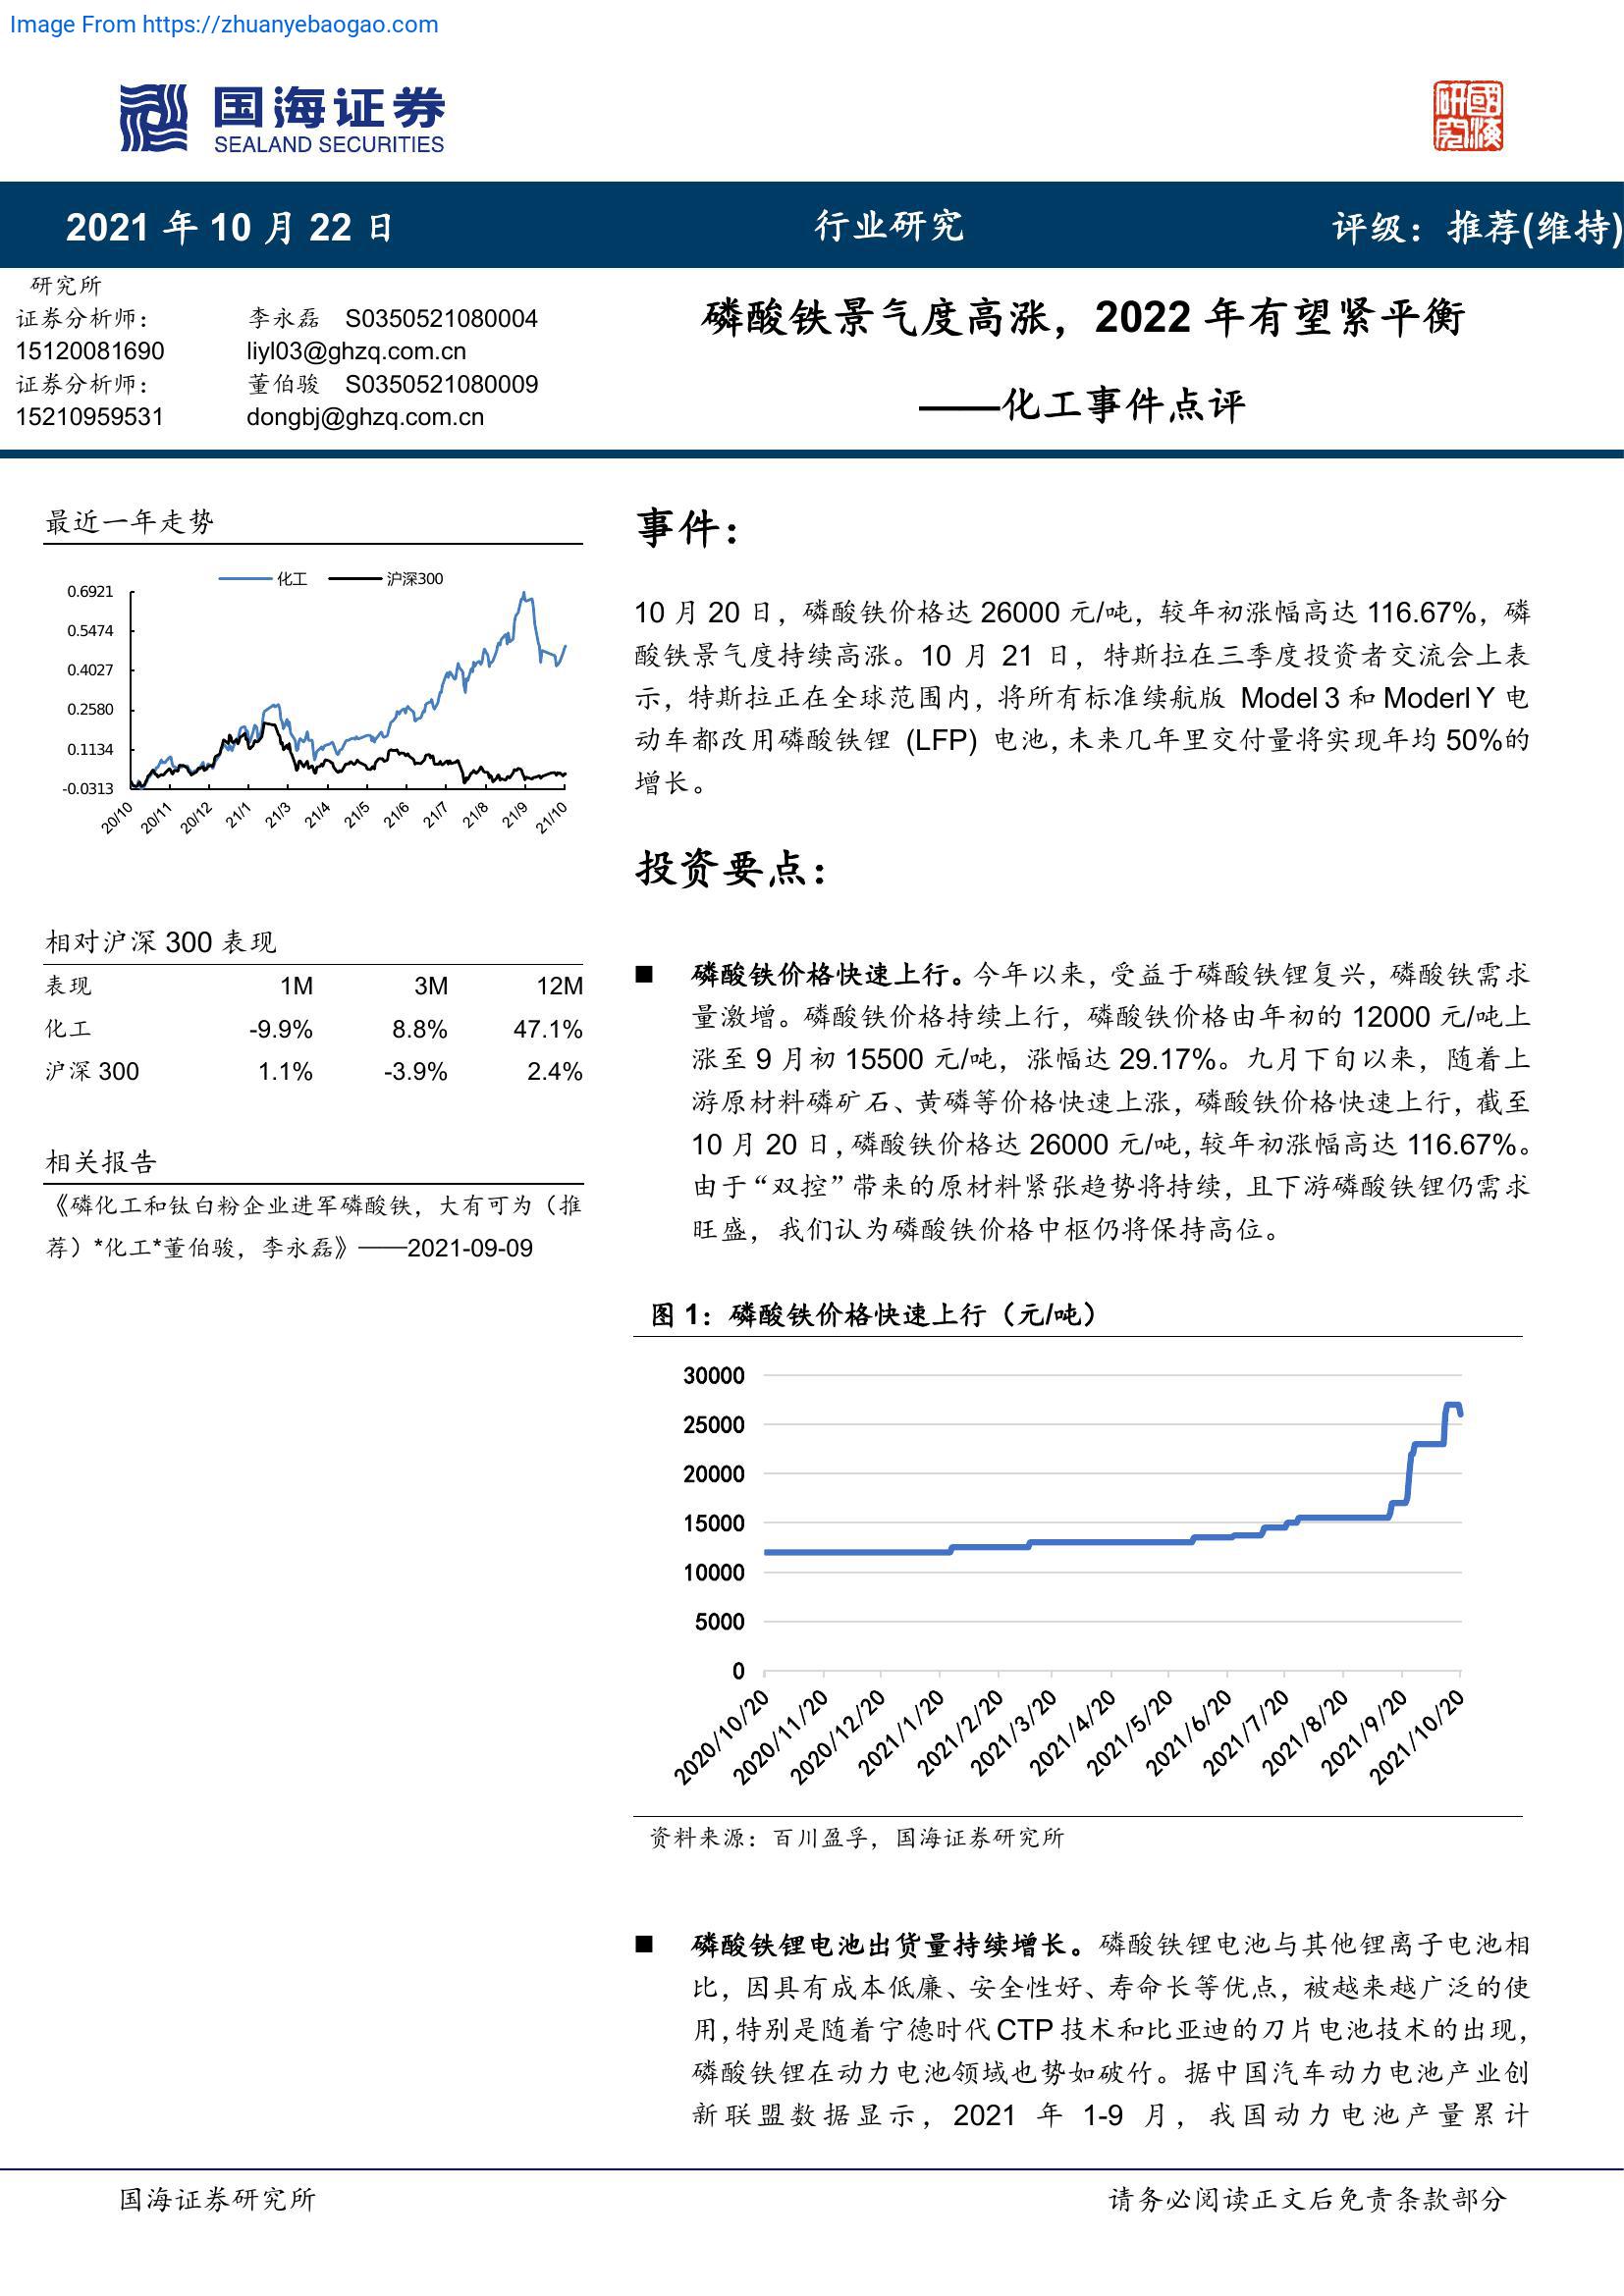 Image From https://zhuanyebaogao.com
国海证券
SEALAND SECURITIES
研國
究海
2021 年 10 月 22 日
行业研究
评级：推荐(维持)
研究所
证券分析师：
李永磊 S0350521080004
15120081690
liyl03@ghzq.com.cn
证券分析师：
董伯骏 S0350521080009
15210959531
dongbj@ghzq.com.cn
磷酸铁景气度高涨，2022 年有望紧平衡
——化工事件点评
最近一年走势
化工
沪深300
0.6921
0.5474
0.4027
0.2580
0.1134
-0.0313
20/10
20/11
20/12
21/1
21/3
21/4
21/5
21/6
21/7
21/8
21/9
21/10
相对沪深 300 表现
表现 1M 3M 12M
化工 -9.9% 8.8% 47.1%
沪深 300 1.1% -3.9% 2.4%
相关报告
《磷化工和钛白粉企业进军磷酸铁，大有可为（推
荐）*化工*董伯骏，李永磊》——2021-09-09
事件：
10 月 20 日，磷酸铁价格达 26000 元/吨，较年初涨幅高达 116.67%，磷
酸铁景气度持续高涨。10 月 21 日，特斯拉在三季度投资者交流会上表
示，特斯拉正在全球范围内，将所有标准续航版 Model 3 和 Moderl Y 电
动车都改用磷酸铁锂 (LFP) 电池，未来几年里交付量将实现年均 50%的
增长。
投资要点：
■ 磷酸铁价格快速上行。今年以来，受益于磷酸铁锂复兴，磷酸铁需求
量激增。磷酸铁价格持续上行，磷酸铁价格由年初的 12000 元/吨上
涨至 9 月初 15500 元/吨，涨幅达 29.17%。九月下旬以来，随着上
游原材料磷矿石、黄磷等价格快速上涨，磷酸铁价格快速上行，截至
10 月 20 日，磷酸铁价格达 26000 元/吨，较年初涨幅高达 116.67%。
由于“双控”带来的原材料紧张趋势将持续，且下游磷酸铁锂仍需求
旺盛，我们认为磷酸铁价格中枢仍将保持高位。
图 1：磷酸铁价格快速上行（元/吨）
30000
25000
20000
15000
10000
5000
0
2020/10/20
2020/11/20
2020/12/20
2021/1/20
2021/2/20
2021/3/20
2021/4/20
2021/5/20
2021/6/20
2021/7/20
2021/8/20
2021/9/20
2021/10/20
资料来源：百川盈孚，国海证券研究所
■ 磷酸铁锂电池出货量持续增长。磷酸铁锂电池与其他锂离子电池相
比，因具有成本低廉、安全性好、寿命长等优点，被越来越广泛的使
用，特别是随着宁德时代 CTP 技术和比亚迪的刀片电池技术的出现，
磷酸铁锂在动力电池领域也势如破竹。据中国汽车动力电池产业创
新联盟数据显示，2021 年 1-9 月，我国动力电池产量累计
国海证券研究所
请务必阅读正文后免责条款部分